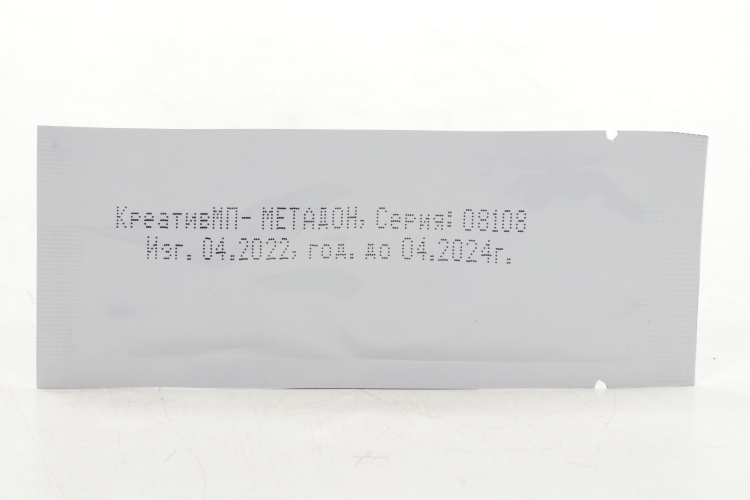 КреативМП- МЕТАДОН, Серия: 08108
Изг. 04.2022, год. до 04.2024г.